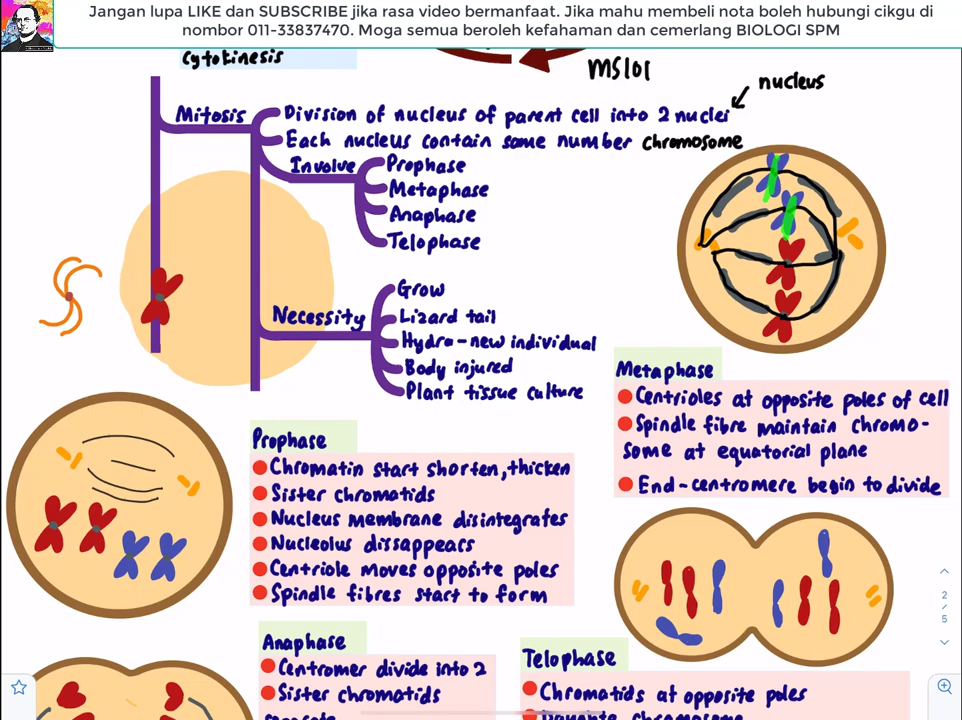 Jangan lupa LIKE dan SUBSCRIBE jika rasa video bermanfaat. Jika mahu membeli nota boleh hubungi cikgu di
nombor 011-33837470. Moga semua beroleh kefahaman dan cemerlang BIOLOGI SPM
cytokinesis
MS101
nucleus
Mitosis
Division of nucleus of parent cell into 2 nuclei
Each nucleus contain same number chromosome
Involve
Prophase
Metaphase
Anaphase
Telophase
Necessity
Grow
Lizard tail
Hydra-new individual
Body injured
Plant tissue culture
Metaphase
Centrioles at opposite poles of cell
Spindle fibre maintain chromo-
some at equatorial plane
End-centromere begin to divide
Prophase
Chromatin start shorten, thicken
Sister chromatids
Nucleus membrane disintegrates
Nucleolus dissappears
Centriole moves opposite poles
Spindle fibres start to form
2
/
5
Anaphase
Centromer divide into 2
Sister chromatids
Telophase
Chromatids at opposite poles
chromosome